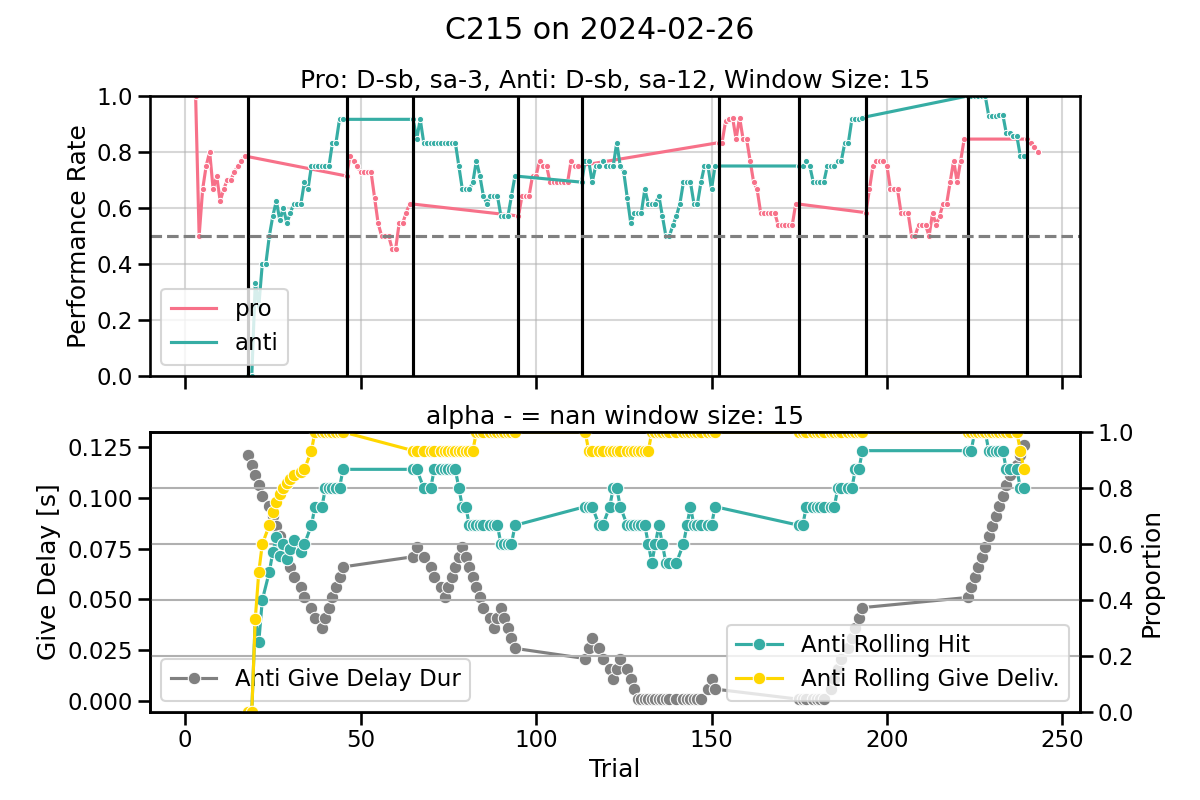 C215 on 2024-02-26
Pro: D-sb, sa-3, Anti: D-sb, sa-12, Window Size: 15
Performance Rate
1.0
0.8
0.6
0.4
0.2
0.0
pro
anti
alpha - = nan window size: 15
Give Delay [s]
0.125
0.100
0.075
0.050
0.025
0.000
1.0
0.8
0.6
0.4
0.2
0.0
Proportion
Anti Give Delay Dur
Anti Rolling Hit
Anti Rolling Give Deliv.
0
50
100
150
200
250
Trial